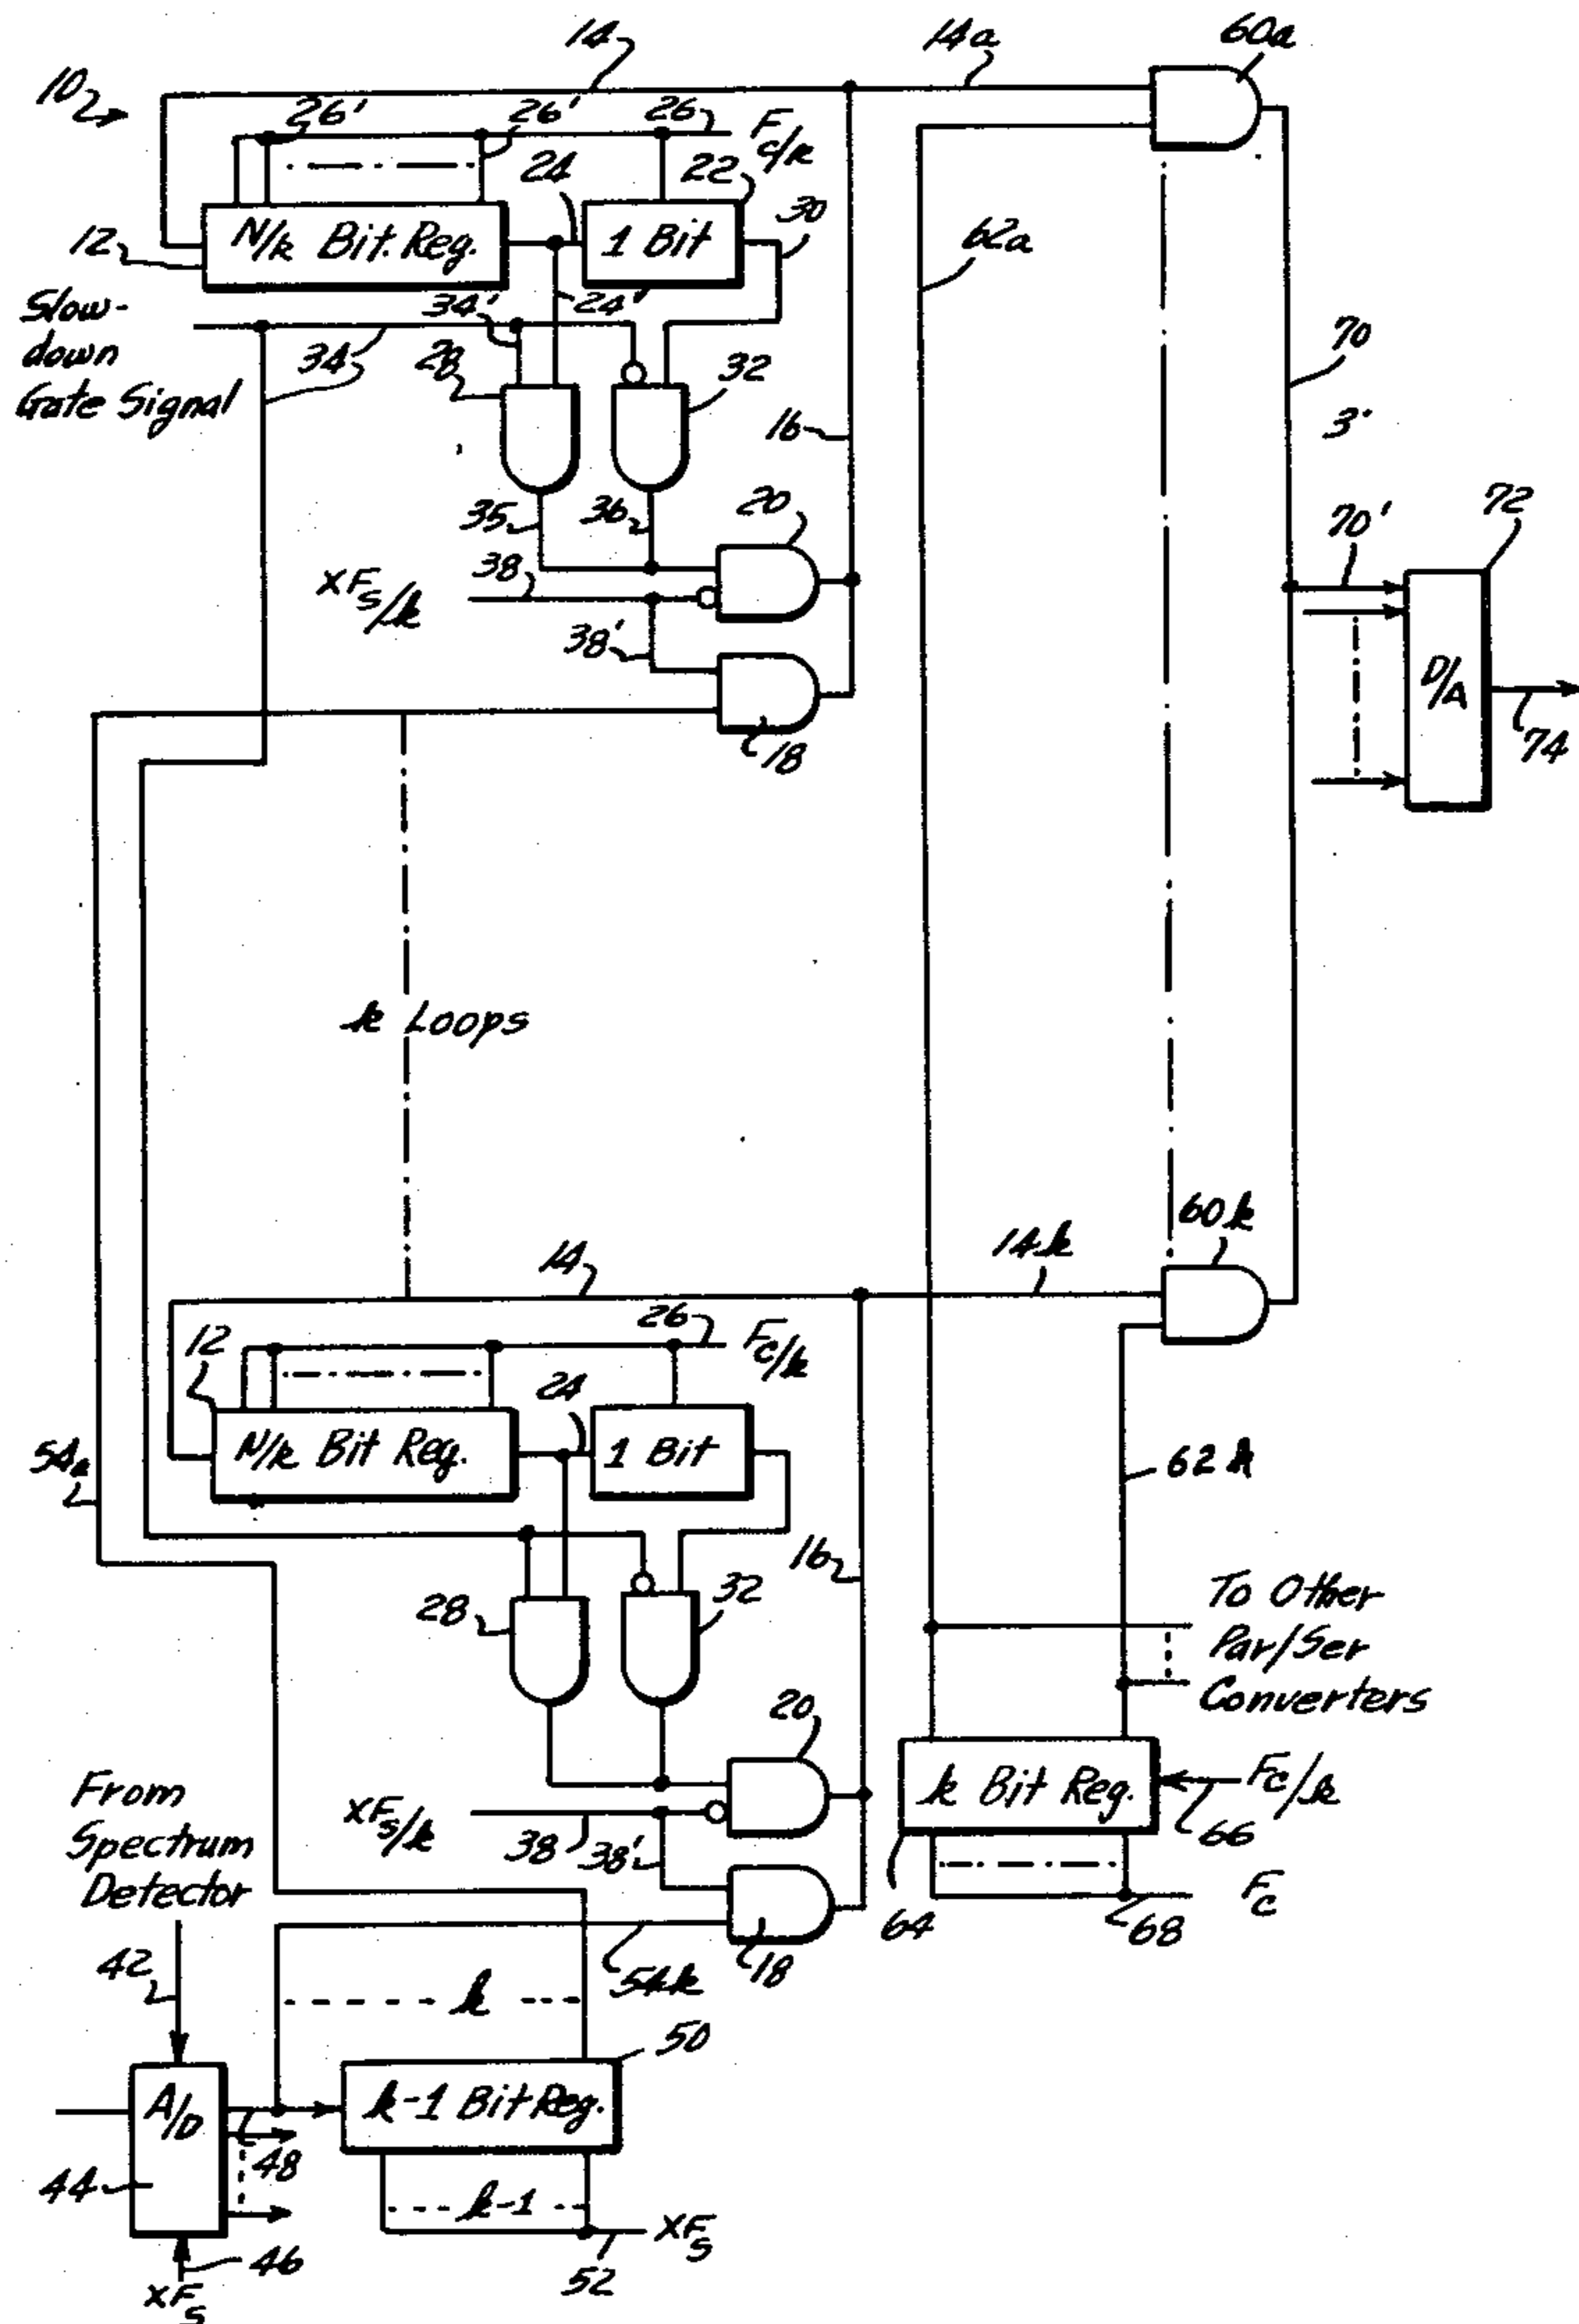 14
14a
60a
10
26'
26'
26
Fc/k
24
22
30
12
N/k Bit. Reg.
1 Bit
62a
Slow-
down
Gate Signal
34'
24'
34
28
32
70
16
3'
35
36
20
70'
72
XFs/k
38
38'
D/A
18
74
k Loops
60k
14
14k
12
26
Fc/k
24
N/k Bit Reg.
1 Bit
54a
62k
16
28
32
To Other
Par/Ser
Converters
20
From
Spectrum
Detector
XFs/k
38
38'
k Bit Reg.
Fc/k
66
64
68
Fc
18
42
54k
k
50
A/D
k-1 Bit Reg.
48
44
k-1
XFs
46
52
XFs